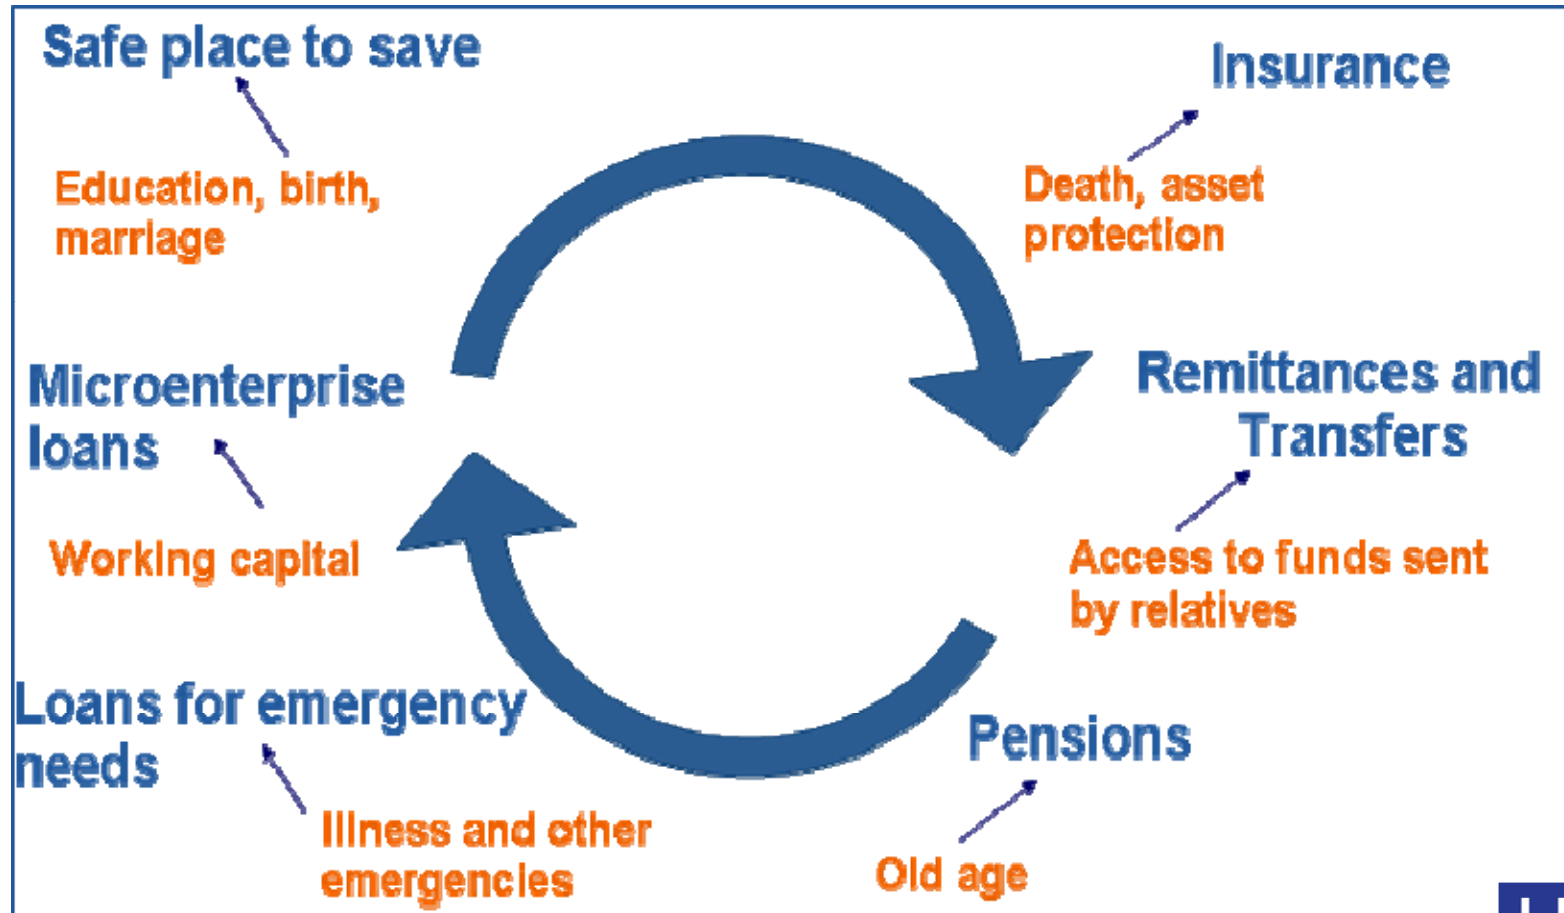 Safe place to save
Education, birth,
marriage
Insurance
Death, asset
protection
Microenterprise
loans
Working capital
Remittances and
Transfers
Access to funds sent
by relatives
Loans for emergency
needs
Illness and other
emergencies
Pensions
Old age